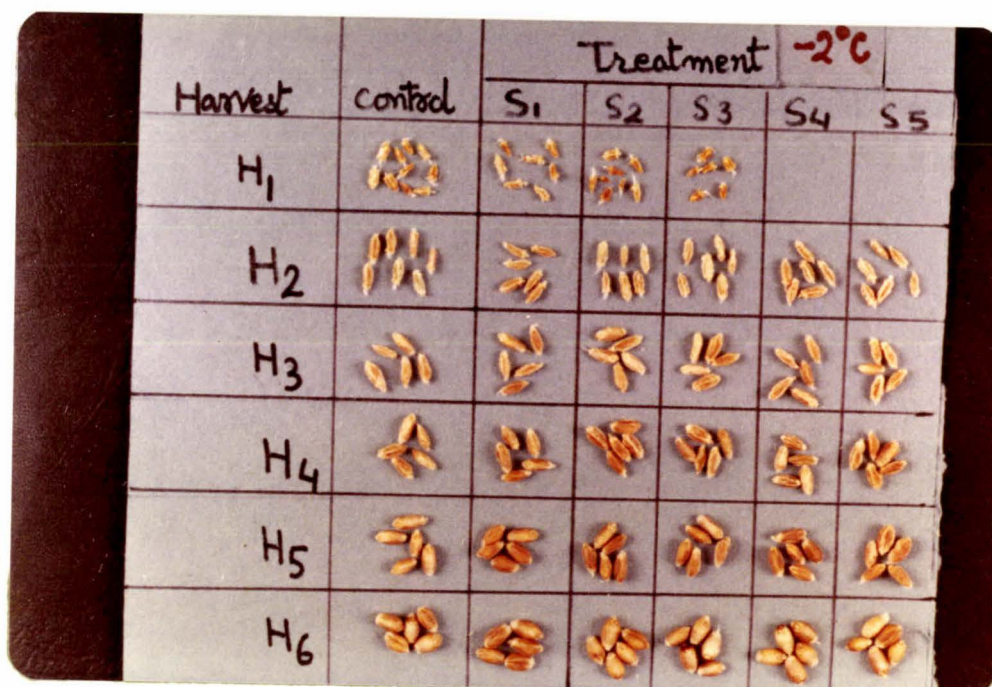 Treatment -2°C
Harvest Control S1 S2 S3 S4 S5
H1
H2
H3
H4
H5
H6